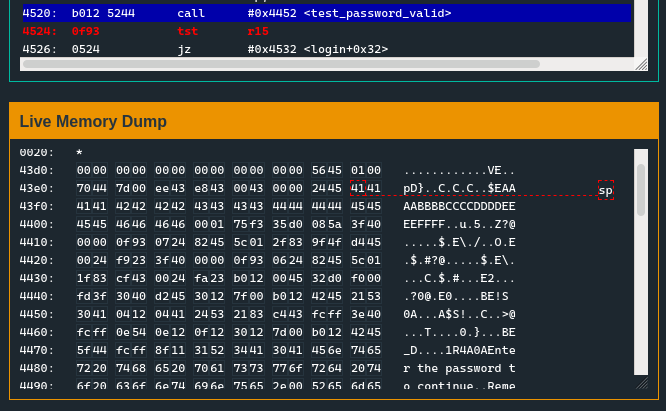 4520: b012 5244 call #0x4452 <test_password_valid>
4524: 0f93 tst r15
4526: 0524 jz #0x4532 <login+0x32>
Live Memory Dump
0020: *
43d0: 0000 0000 0000 0000 0000 5645 0100 ............VE..
43e0: 7044 7d00 ee43 e843 0043 0000 2445 4141 pD}..C.C.C..$EAA
sp
43f0: 4141 4242 4242 4343 4343 4444 4444 4545 AABBBBCCCCDDDDEE
4400: 4545 4646 4646 0001 75f3 35d0 085a 3f40 EEFFFF..u.5..Z?@
4410: 0000 0f93 0724 8245 5c01 2f83 9f4f d445 .....$.E\./..O.E
4420: 0024 f923 3f40 0000 0f93 0624 8245 5c01 .$.#?@.....$.E\.
4430: 1f83 cf43 0024 fa23 b012 0045 32d0 f000 ...C.$.#...E2...
4440: fd3f 3040 d245 3012 7f00 b012 4245 2153 .?0@.E0....BE!S
4450: 3041 0412 0441 2453 2183 c443 fcff 3e40 0A...A$S!..C..>@
4460: fcff 0e54 0e12 0f12 3012 7d00 b012 4245 ...T....0.}...BE
4470: 5f44 fcff 8f11 3152 3441 3041 456e 7465 _D....1R4A0AEnte
4480: 7220 7468 6520 7061 7373 776f 7264 2074 r the password t
4490: 6f20 636f 6e74 696e 7565 2e00 5265 6d65 o continue..Reme